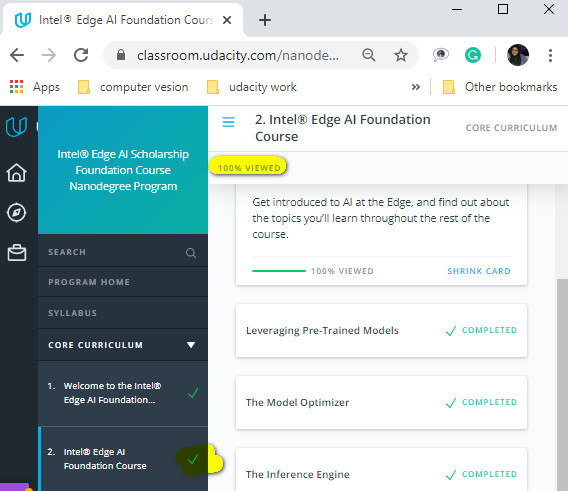 Intel® Edge AI Foundation Cours
classroom.udacity.com/nanode...
Apps
computer vesion
udacity work
»
Other bookmarks
Intel® Edge AI Scholarship
Foundation Course
Nanodegree Program
SEARCH
PROGRAM HOME
SYLLABUS
CORE CURRICULUM
1. Welcome to the Intel®
Edge AI Foundation...
2. Intel® Edge AI
Foundation Course
2. Intel® Edge AI Foundation
Course
CORE CURRICULUM
100% VIEWED
Get introduced to AI at the Edge, and find out about
the topics you'll learn throughout the rest of the
course.
100% VIEWED
SHRINK CARD
Leveraging Pre-Trained Models
COMPLETED
The Model Optimizer
COMPLETED
The Inference Engine
COMPLETED